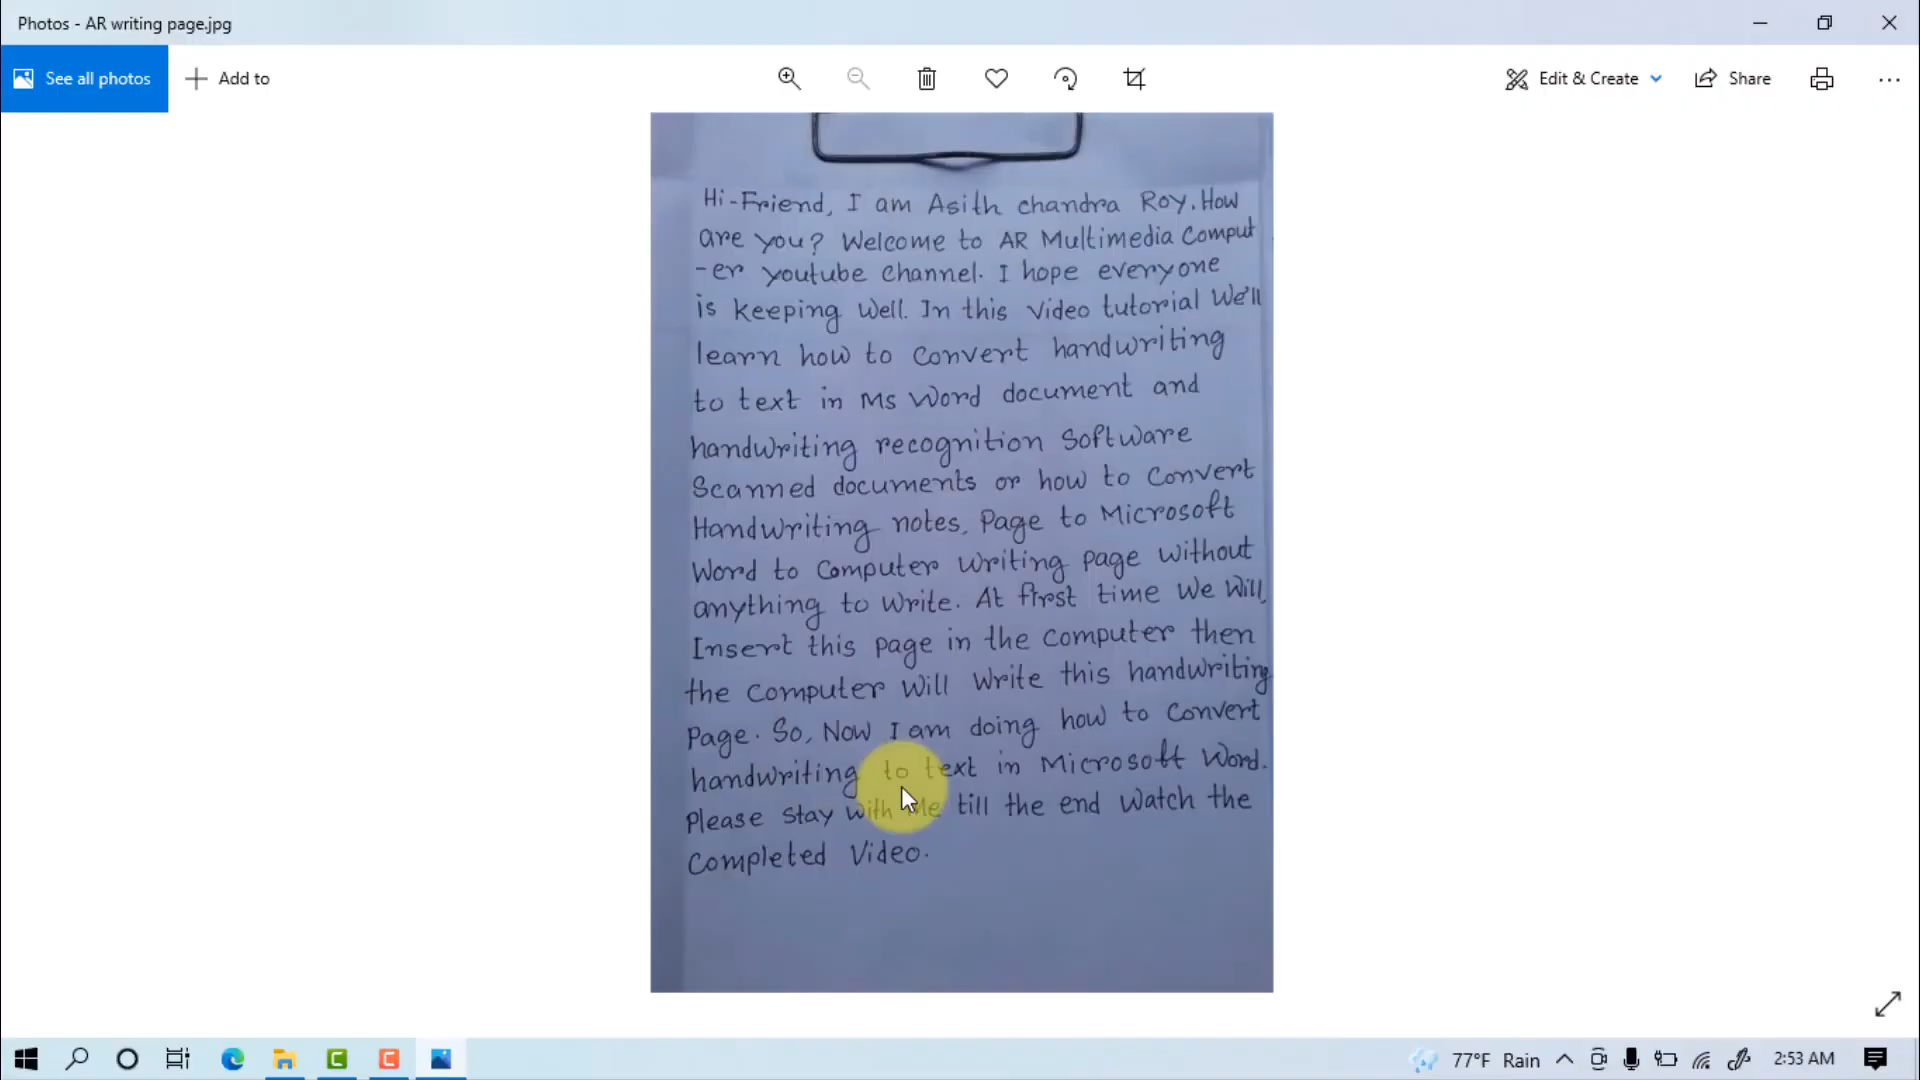 Photos - AR writing page.jpg
See all photos
Add to
Edit & Create
Share
Hi-Friend, I am Asith chandra Roy. How
are you? Welcome to AR Multimedia Comput
-er youtube channel. I hope everyone
is keeping well. In this video tutorial We'll
learn how to convert handwriting
to text in Ms Word document and
handwriting recognition Software
Scanned documents or how to Convert
Handwriting notes, Page to Microsoft
Word to Computer writing page without
anything to write. At first time We Will
Insert this page in the computer then
the computer will write this handwriting
Page. So, Now I am doing how to convert
handwriting to text in Microsoft Word.
Please stay with Me till the end Watch the
Completed Video.
77°F Rain
2:53 AM